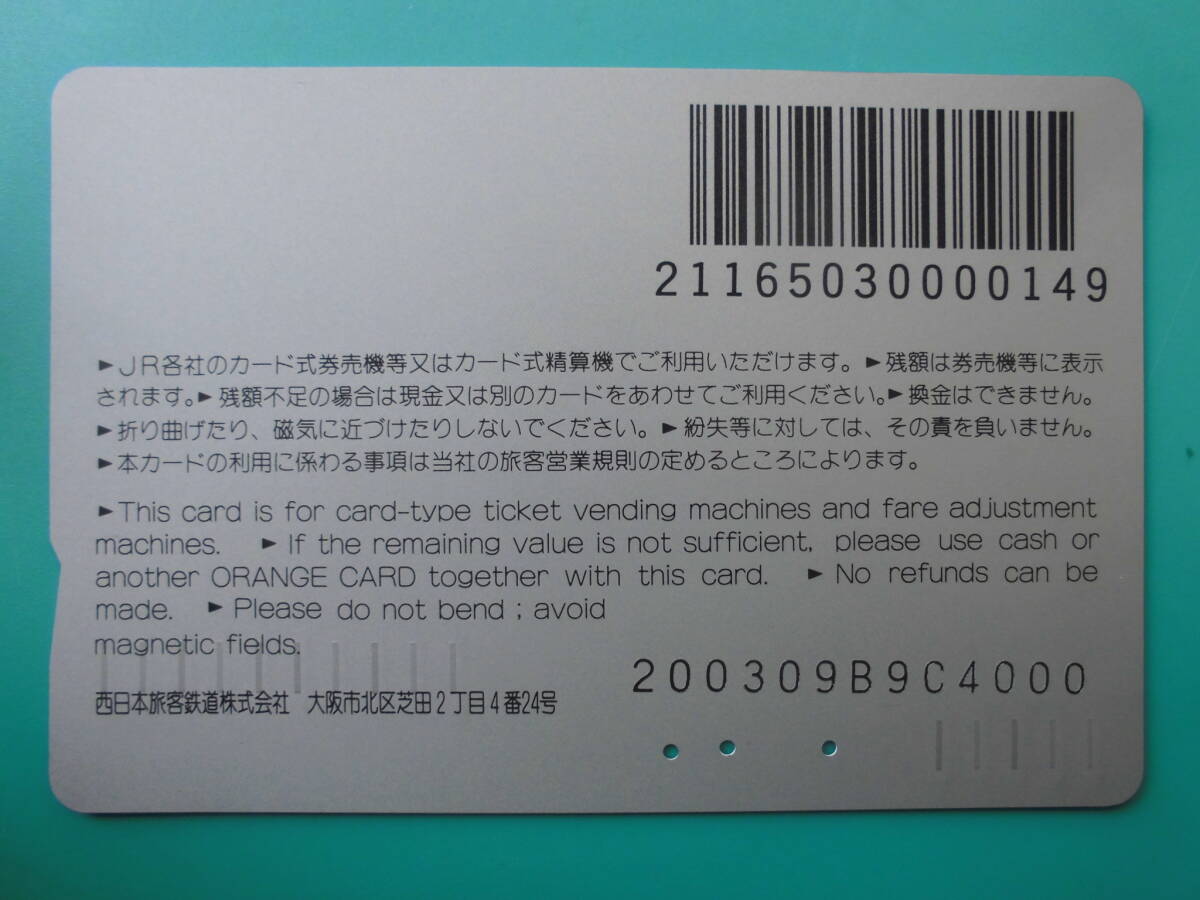 211650300000149
►JR各社のカード式券売機等又はカード式精算機でご利用いただけます。►残額は券売機等に表示
されます。►残額不足の場合は現金又は別のカードをあわせてご利用ください。►換金はできません。
►折り曲げたり、磁気に近づけたりしないでください。►紛失等に対しては、その責を負いません。
►本カードの利用に係わる事項は当社の旅客営業規則の定めるところによります。
►This card is for card-type ticket vending machines and fare adjustment
machines. ►If the remaining value is not sufficient, please use cash or
another ORANGE CARD together with this card. ►No refunds can be
made. ►Please do not bend ; avoid
magnetic fields.
200309B9C4000
西日本旅客鉄道株式会社 大阪市北区芝田2丁目4番24号